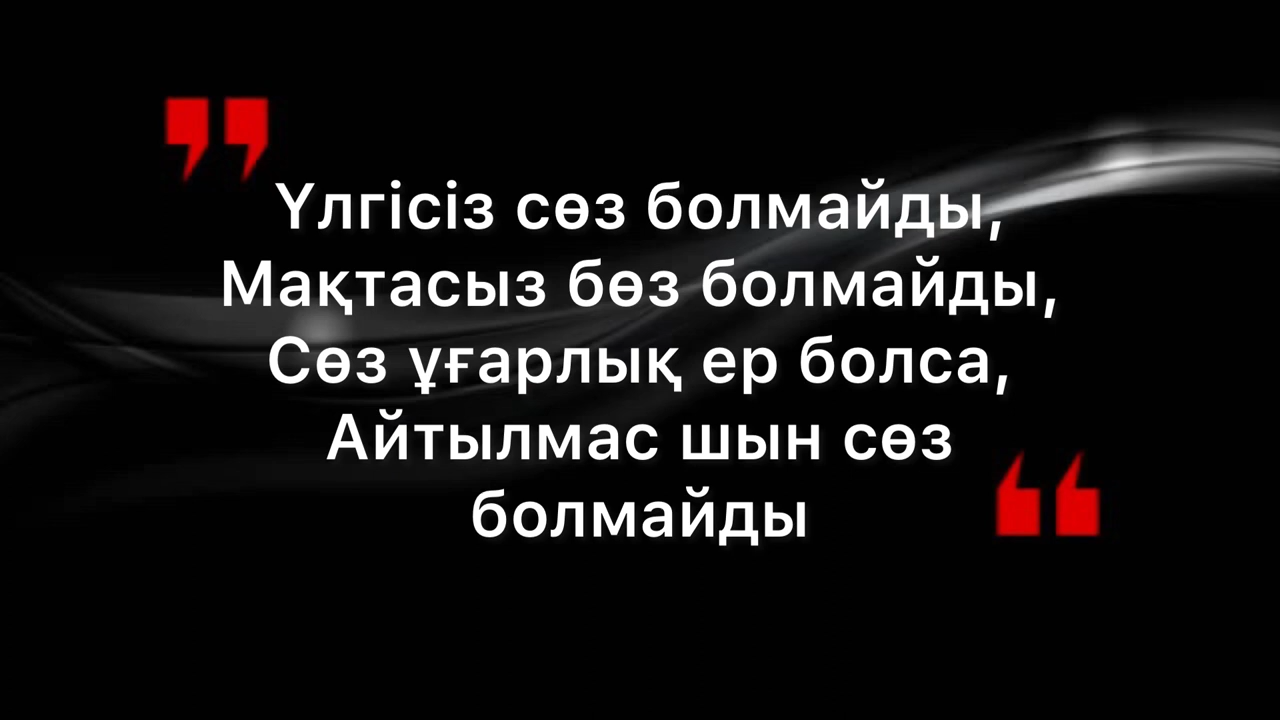 Үлгісіз сөз болмайды,
Мақтасыз бөз болмайды,
Сөз ұғарлық ер болса,
Айтылмас шын сөз
болмайды